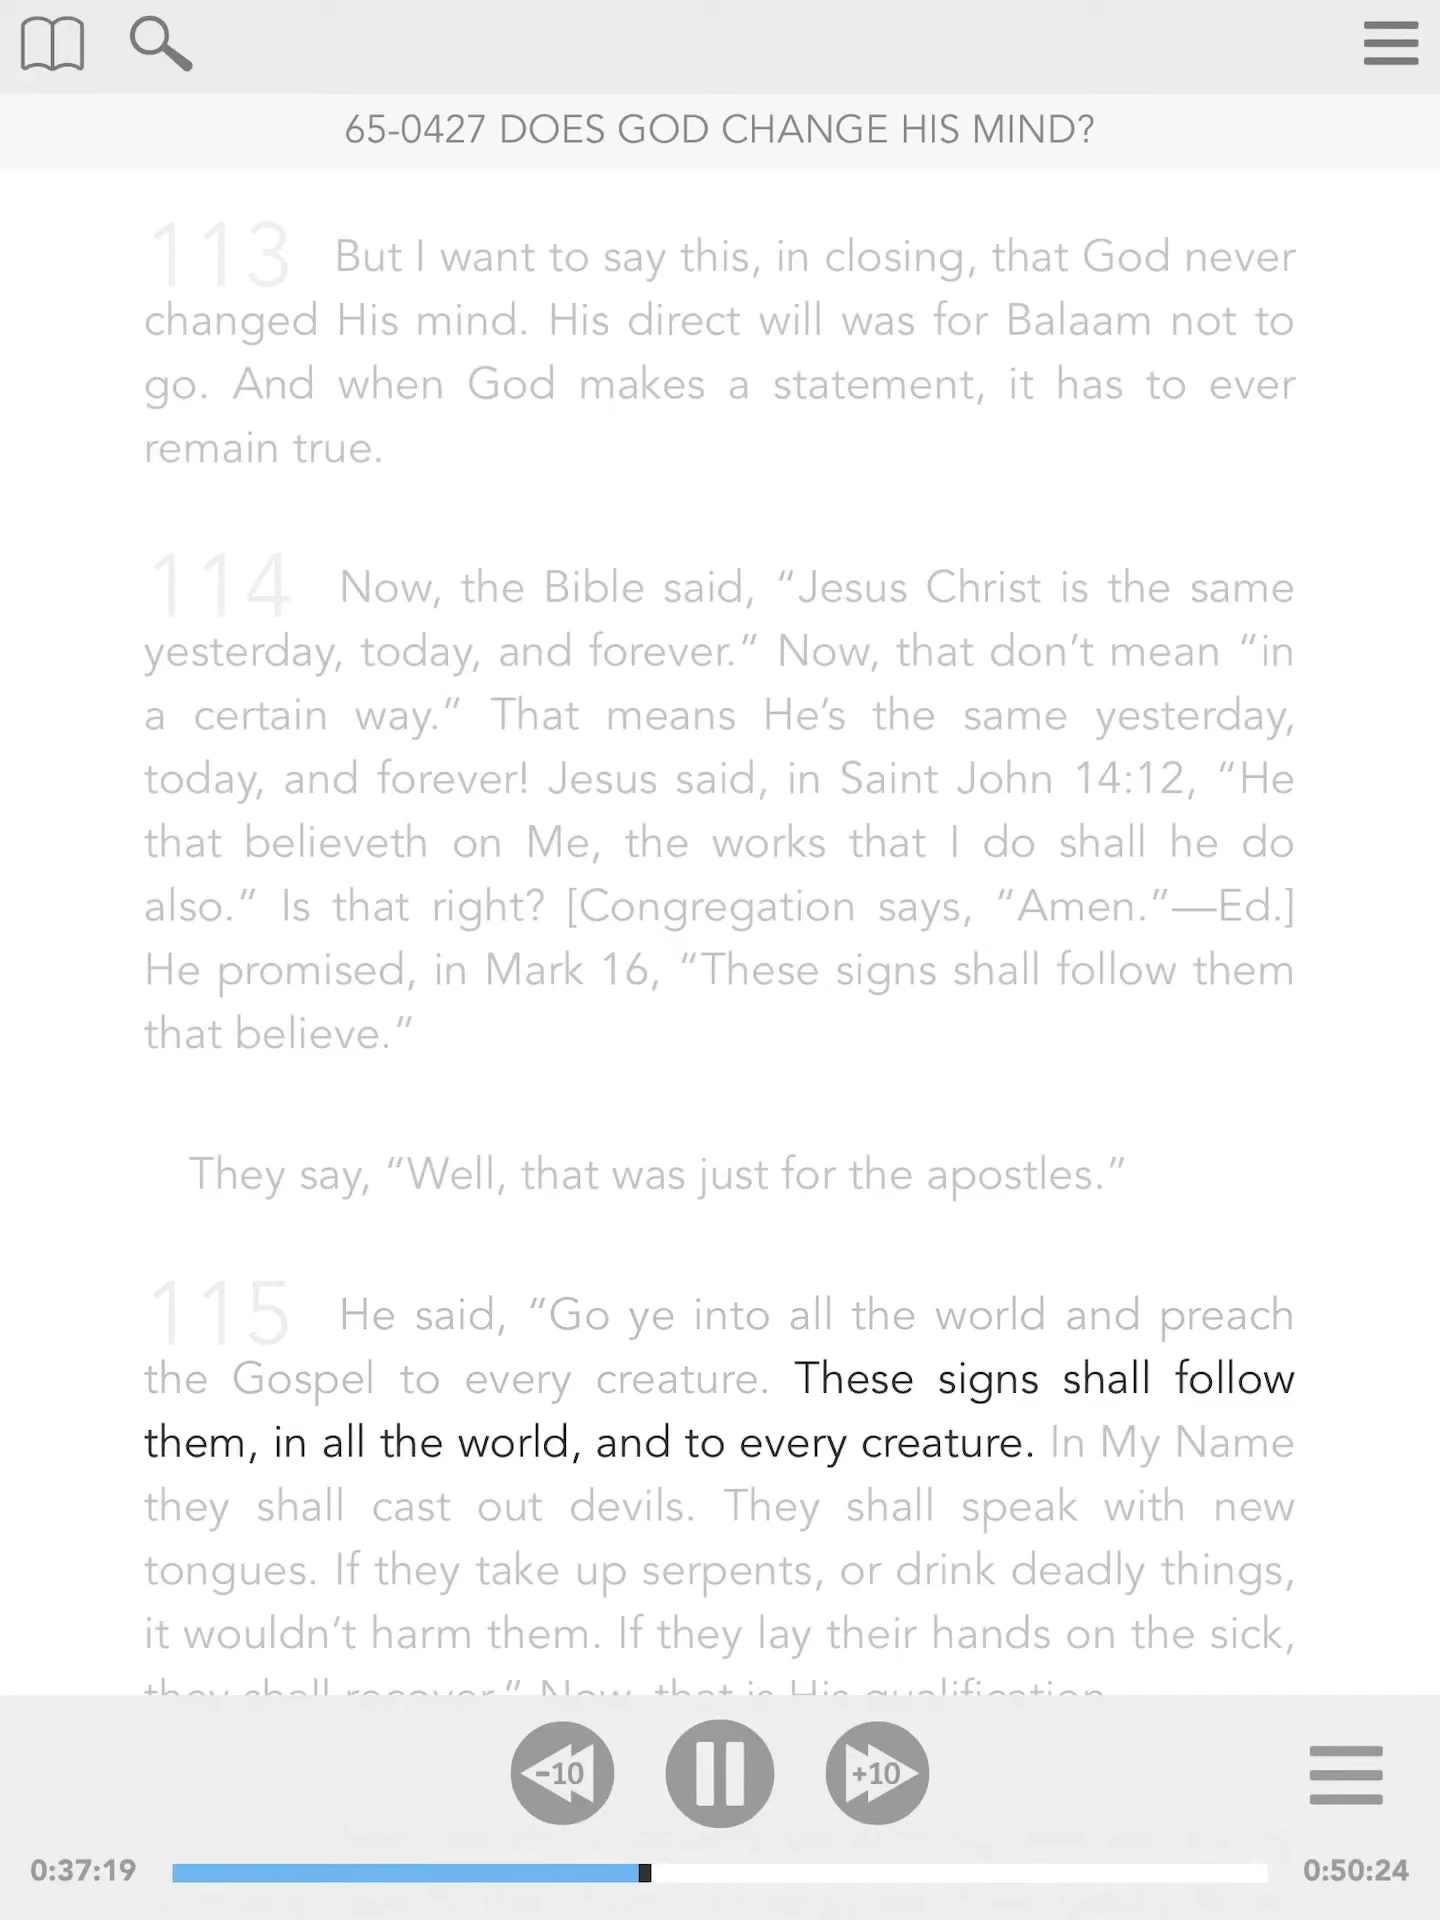 65-0427 DOES GOD CHANGE HIS MIND?
113 But I want to say this, in closing, that God never
changed His mind. His direct will was for Balaam not to
go. And when God makes a statement, it has to ever
remain true.
114 Now, the Bible said, “Jesus Christ is the same
yesterday, today, and forever.” Now, that don’t mean “in
a certain way.” That means He’s the same yesterday,
today, and forever! Jesus said, in Saint John 14:12, “He
that believeth on Me, the works that I do shall he do
also.” Is that right? [Congregation says, “Amen.”—Ed.]
He promised, in Mark 16, “These signs shall follow them
that believe.”
They say, “Well, that was just for the apostles.”
115 He said, “Go ye into all the world and preach
the Gospel to every creature. These signs shall follow
them, in all the world, and to every creature. In My Name
they shall cast out devils. They shall speak with new
tongues. If they take up serpents, or drink deadly things,
it wouldn’t harm them. If they lay their hands on the sick,
they shall recover.” Now, that is His qualification
-10 +10
0:37:19 0:50:24